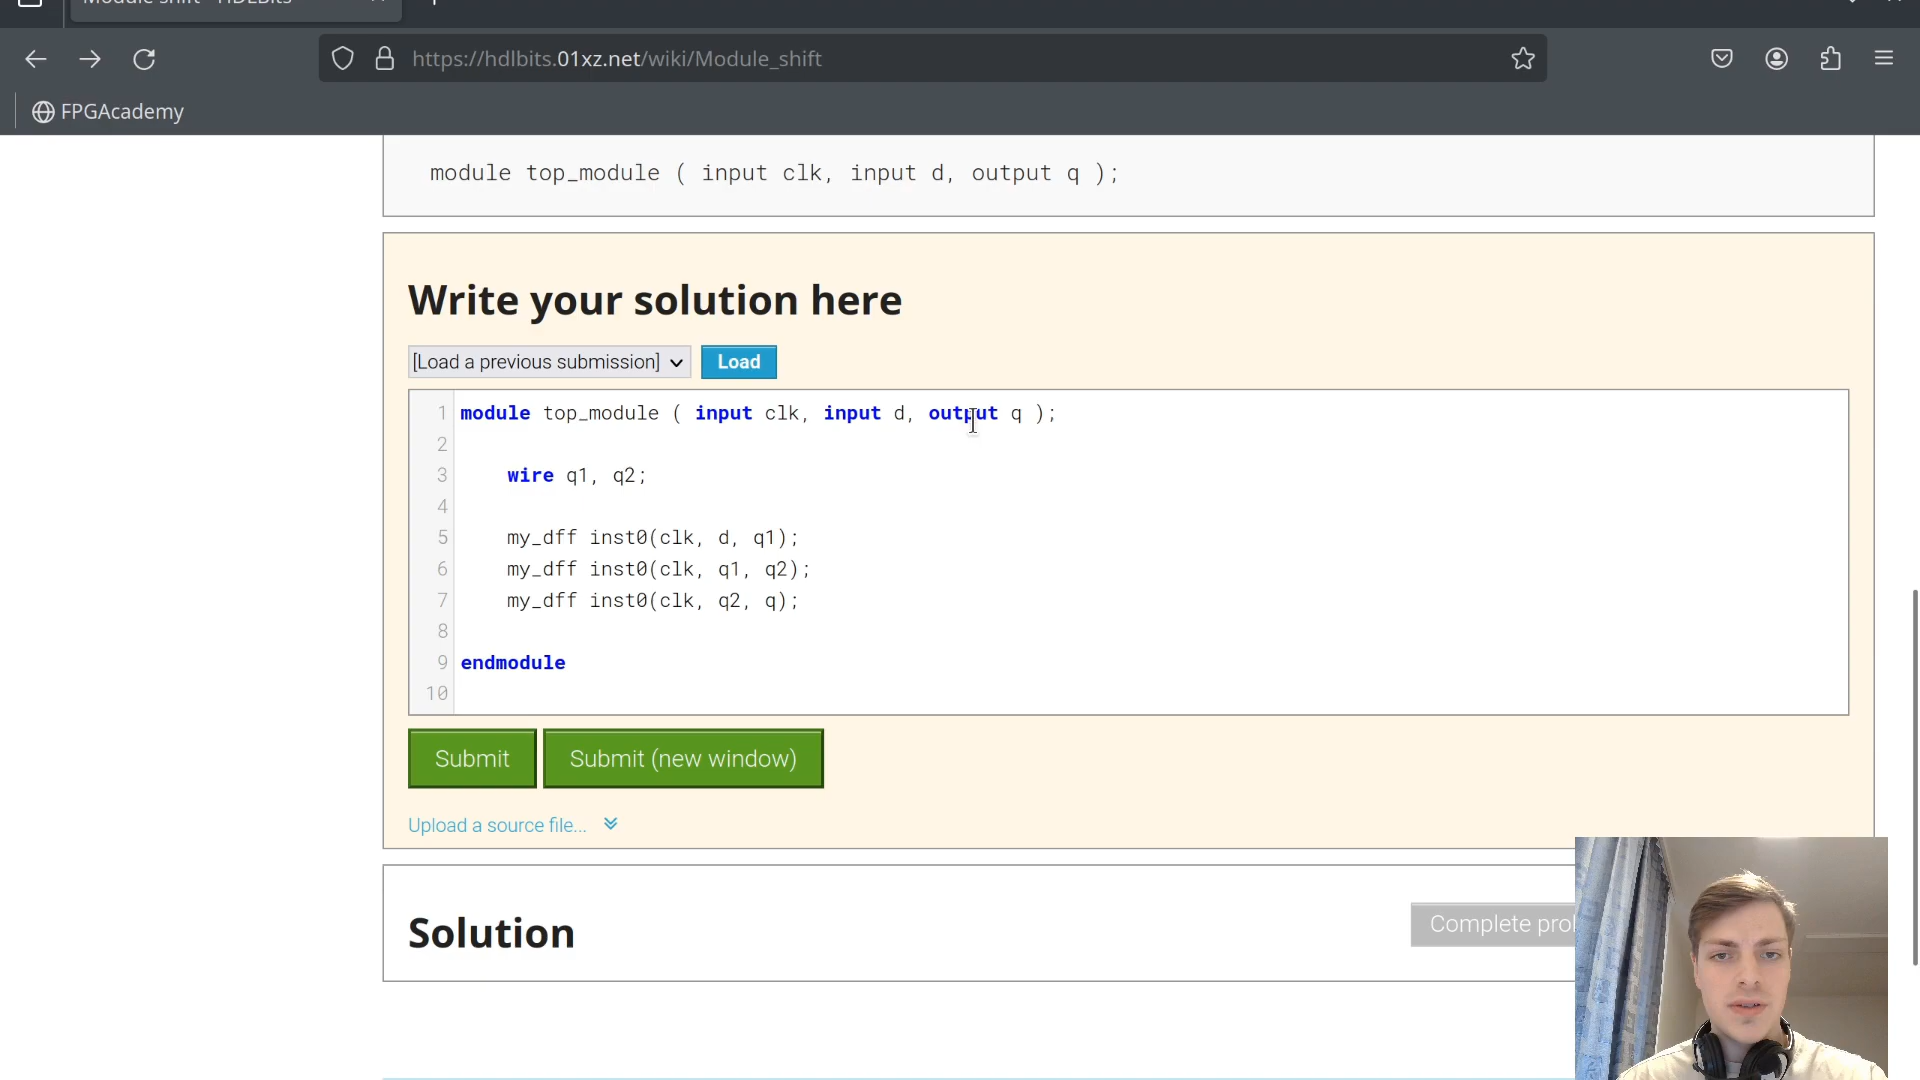 https://hdlbits.01xz.net/wiki/Module_shift
FPGAcademy
module top_module ( input clk, input d, output q );
Write your solution here
[Load a previous submission]
Load
1 module top_module ( input clk, input d, output q );
2
3 wire q1, q2;
4
5 my_dff inst0(clk, d, q1);
6 my_dff inst0(clk, q1, q2);
7 my_dff inst0(clk, q2, q);
8
9 endmodule
10
Submit
Submit (new window)
Upload a source file...
Solution
Complete